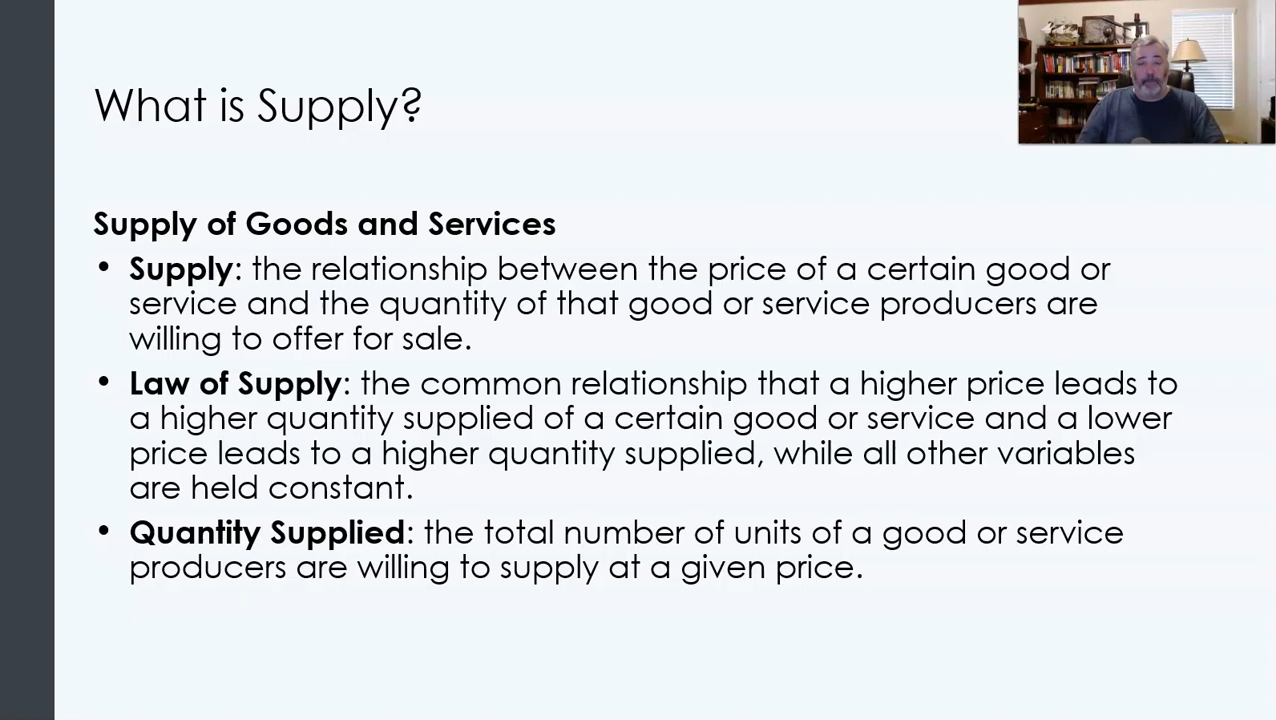 What is Supply?
Supply of Goods and Services
• Supply: the relationship between the price of a certain good or
service and the quantity of that good or service producers are
willing to offer for sale.
• Law of Supply: the common relationship that a higher price leads to
a higher quantity supplied of a certain good or service and a lower
price leads to a higher quantity supplied, while all other variables
are held constant.
• Quantity Supplied: the total number of units of a good or service
producers are willing to supply at a given price.